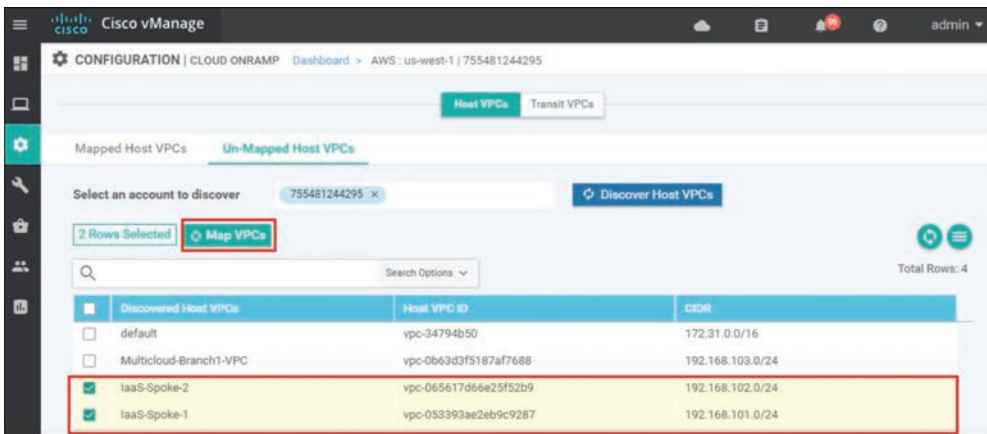 cisco Cisco vManage 96 admin
CONFIGURATION | CLOUD ONRAMP Dashboard > AWS : us-west-1 | 755481244295
Host VPCs Transit VPCs
Mapped Host VPCs Un-Mapped Host VPCs
Select an account to discover 755481244295 × Discover Host VPCs
2 Rows Selected Map VPCs
Search Options Total Rows: 4
Discovered Host VPCs Host VPC ID CIDR
default vpc-34794b50 172.31.0.0/16
Multicloud-Branch1-VPC vpc-0b63d3f5187af7688 192.168.103.0/24
IaaS-Spoke-2 vpc-065617d66e25f52b9 192.168.102.0/24
IaaS-Spoke-1 vpc-053393ae2eb9c9287 192.168.101.0/24